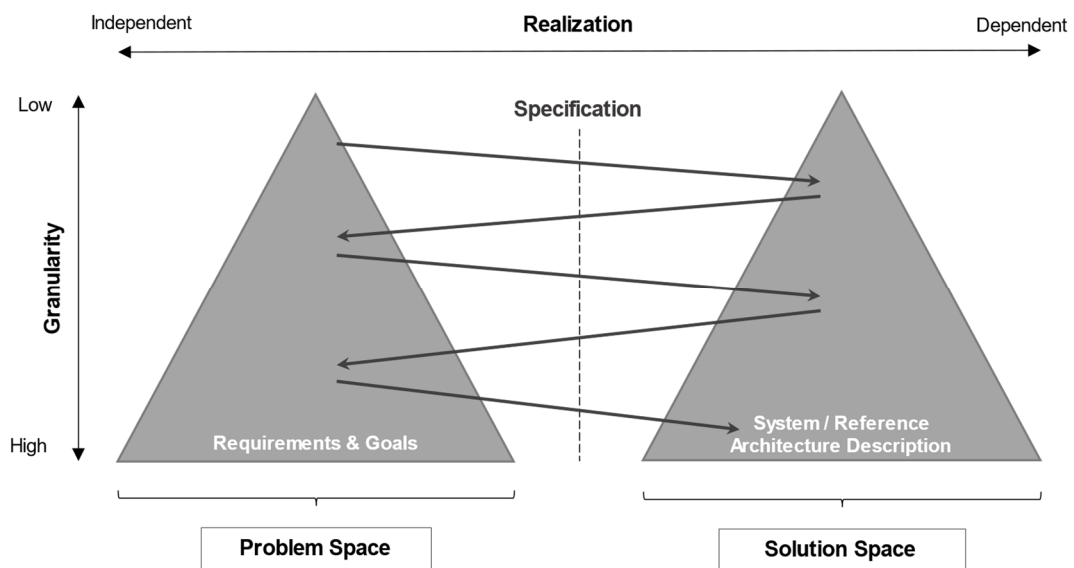 Independent
Realization
Dependent
Low
Specification
Granularity
High
Requirements & Goals
System / Reference
Architecture Description
Problem Space
Solution Space